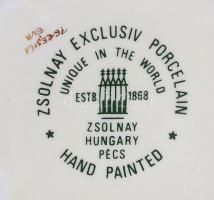 ZSOLNAY EXCLUSIV PORCELAIN
UNIQUE IN THE WORLD
ESTB. 1868
ZSOLNAY
HUNGARY
PÉCS
* HAND PAINTED *